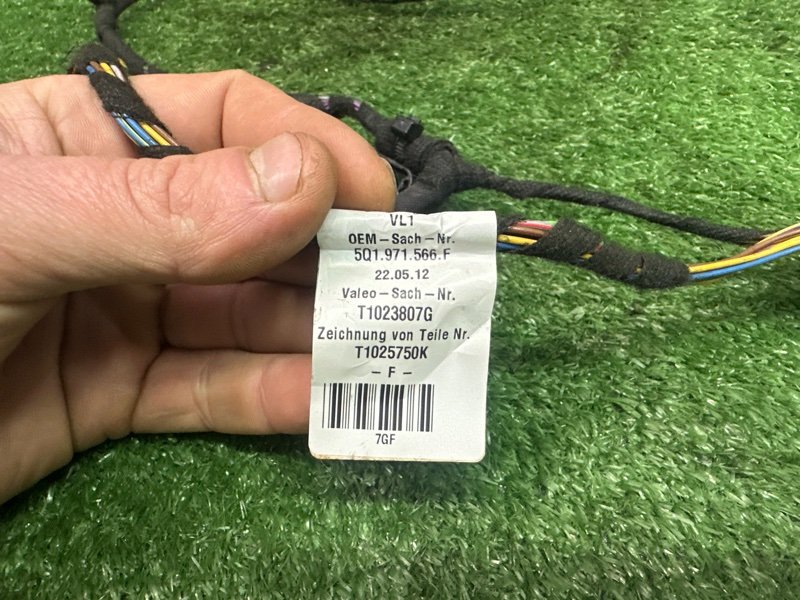 VL1
OEM-Sach-Nr.
5Q1.971.566.F
22.05.12
Valeo-Sach-Nr.
T1023807G
Zeichnung von Teile Nr.
T1025750K
- F -
7GF